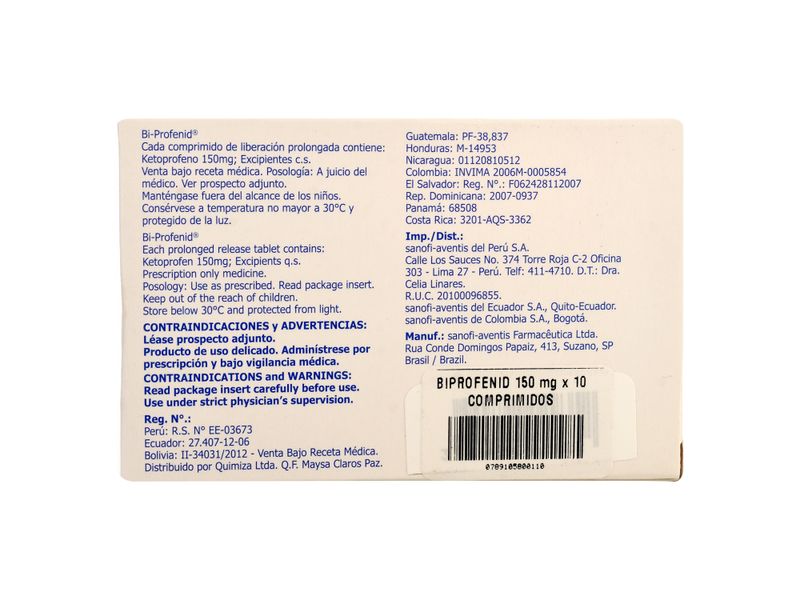 Bi-Profenid®
Cada comprimido de liberación prolongada contiene:
Ketoprofeno 150mg; Excipientes c.s.
Venta bajo receta médica. Posología: A juicio del
médico. Ver prospecto adjunto.
Manténgase fuera del alcance de los niños.
Consérvese a temperatura no mayor a 30°C y
protegido de la luz.
Bi-Profenid®
Each prolonged release tablet contains:
Ketoprofen 150mg; Excipients q.s.
Prescription only medicine.
Posology: Use as prescribed. Read package insert.
Keep out of the reach of children.
Store below 30°C and protected from light.
CONTRAINDICACIONES y ADVERTENCIAS:
Léase prospecto adjunto.
Producto de uso delicado. Adminístrese por
prescripción y bajo vigilancia médica.
CONTRAINDICATIONS and WARNINGS:
Read package insert carefully before use.
Use under strict physician's supervision.
Reg. N°.:
Perú: R.S. N° EE-03673
Ecuador: 27.407-12-06
Bolivia: II-34031/2012 - Venta Bajo Receta Médica.
Distribuido por Quimiza Ltda. Q.F. Maysa Claros Paz.
Guatemala: PF-38,837
Honduras: M-14953
Nicaragua: 01120810512
Colombia: INVIMA 2006M-0005854
El Salvador: Reg. N°.: F062428112007
Rep. Dominicana: 2007-0937
Panamá: 68508
Costa Rica: 3201-AQS-3362
Imp./Dist.:
sanofi-aventis del Perú S.A.
Calle Los Sauces No. 374 Torre Roja C-2 Oficina
303 - Lima 27 - Perú. Telf: 411-4710. D.T.: Dra.
Celia Linares.
R.U.C. 20100096855.
sanofi-aventis del Ecuador S.A., Quito-Ecuador.
sanofi-aventis de Colombia S.A., Bogotá.
Manuf.: sanofi-aventis Farmacêutica Ltda.
Rua Conde Domingos Papaiz, 413, Suzano, SP
Brasil / Brazil.
BIPROFENID 150 mg x 10
COMPRIMIDOS
0789105800110